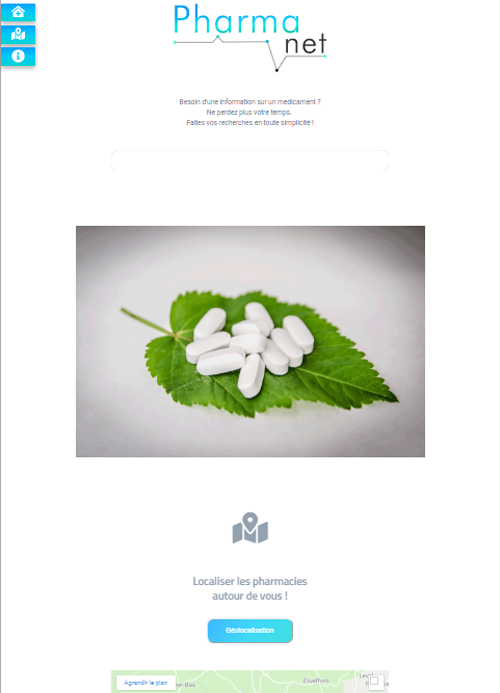 Pharma
net
Besoin d'une information sur un medicament ?
Ne perdez plus votre temps.
Faites vos recherches en toute simplicité !
Localiser les pharmacies
autour de vous !
Géolocalisation
Agrandir le plan
Étueffont